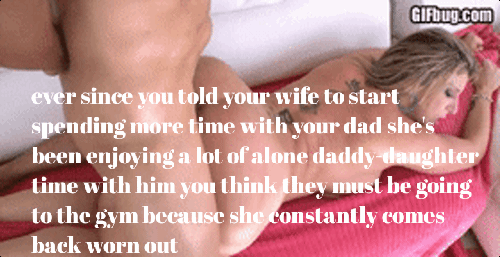 GIFbug.com
ever since you told your wife to start
spending more time with your dad she's
been enjoying a lot of alone daddy-daughter
time with him you think they must be going
to the gym because she constantly comes
back worn out